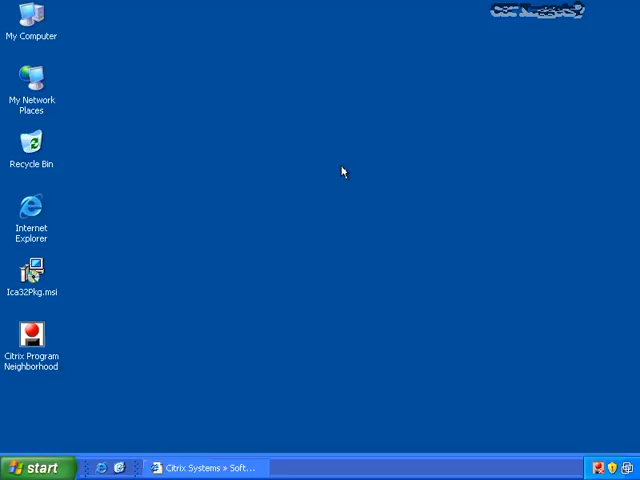 My Computer
My Network
Places
Recycle Bin
Internet
Explorer
Ica32Pkg.msi
Citrix Program
Neighborhood
start
Citrix Systems » Soft...